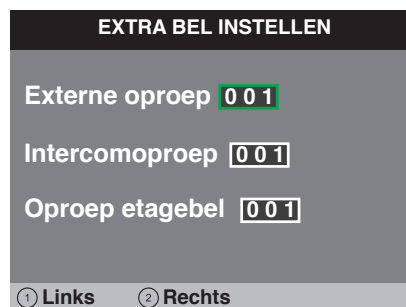 EXTRA BEL INSTELLEN
Externe oproep 0 0 1
Intercomoproep 0 0 1
Oproep etagebel 0 0 1
1 Links 2 Rechts